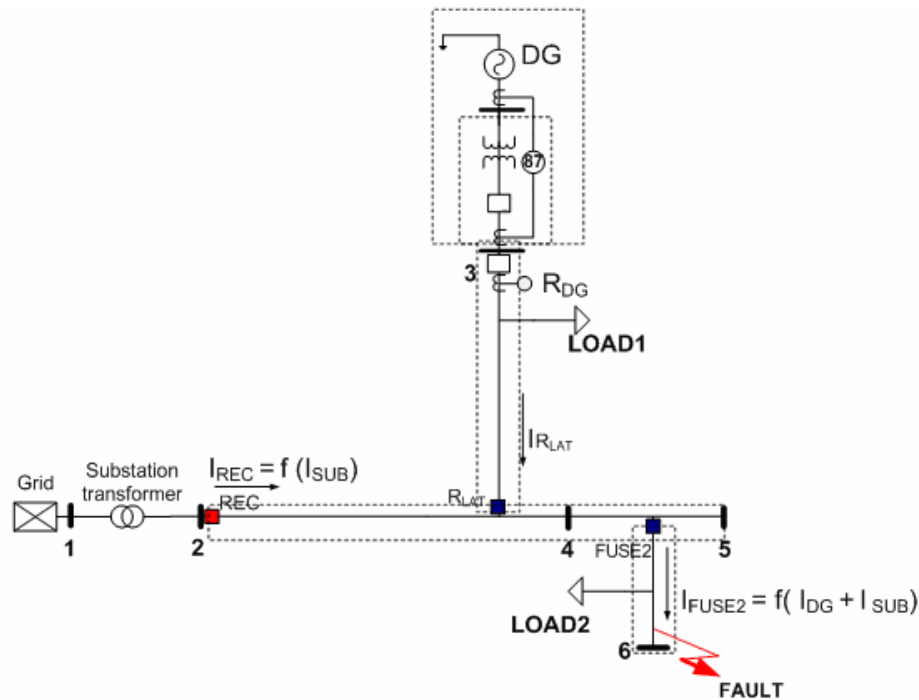 DG
87
3
R_DG
LOAD1
I_R_LAT
Grid
Substation
transformer
I_REC = f (I_SUB)
REC
R_LAT
1
2
4
5
FUSE2
I_FUSE2 = f( I_DG + I_SUB)
LOAD2
6
FAULT